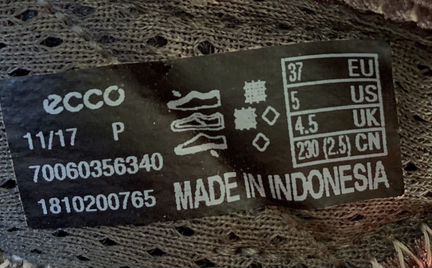 ecco
11/17 P
70060356340
1810200765
37 EU
5 US
4.5 UK
230 (2.5) CN
MADE IN INDONESIA